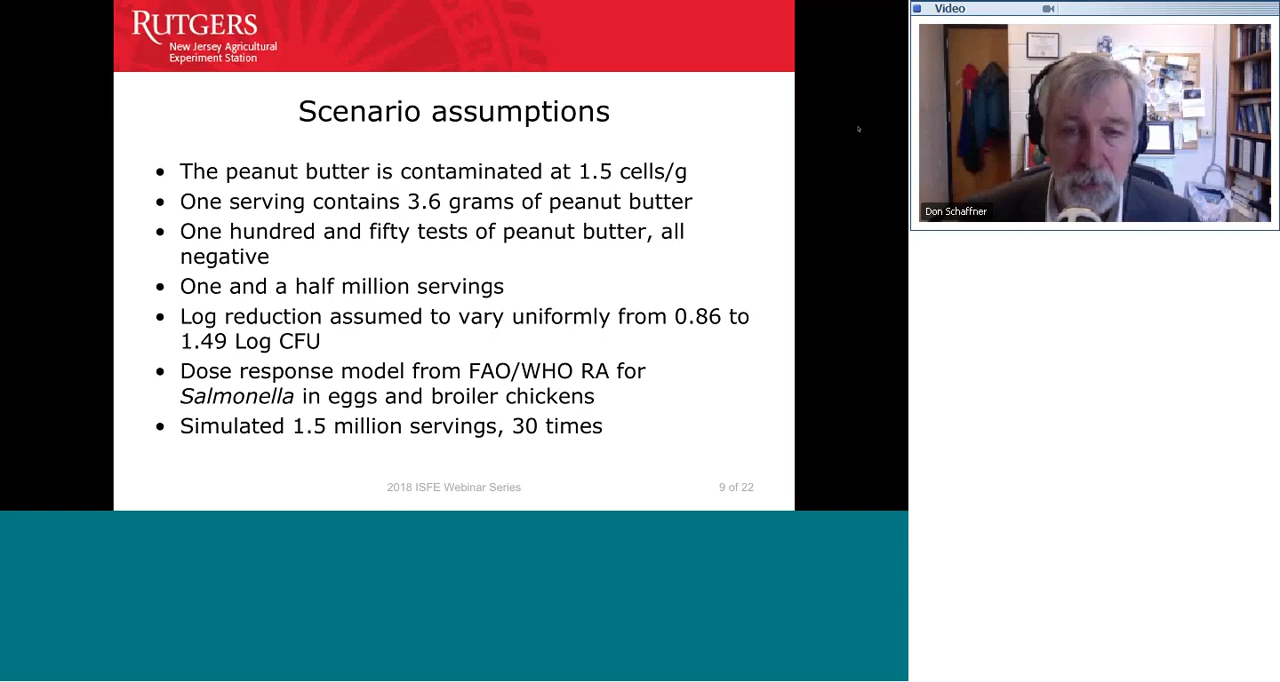 RUTGERS
New Jersey Agricultural
Experiment Station
Scenario assumptions
• The peanut butter is contaminated at 1.5 cells/g
• One serving contains 3.6 grams of peanut butter
• One hundred and fifty tests of peanut butter, all
negative
• One and a half million servings
• Log reduction assumed to vary uniformly from 0.86 to
1.49 Log CFU
• Dose response model from FAO/WHO RA for
Salmonella in eggs and broiler chickens
• Simulated 1.5 million servings, 30 times
2018 ISFE Webinar Series
9 of 22
Video
Don Schaffner